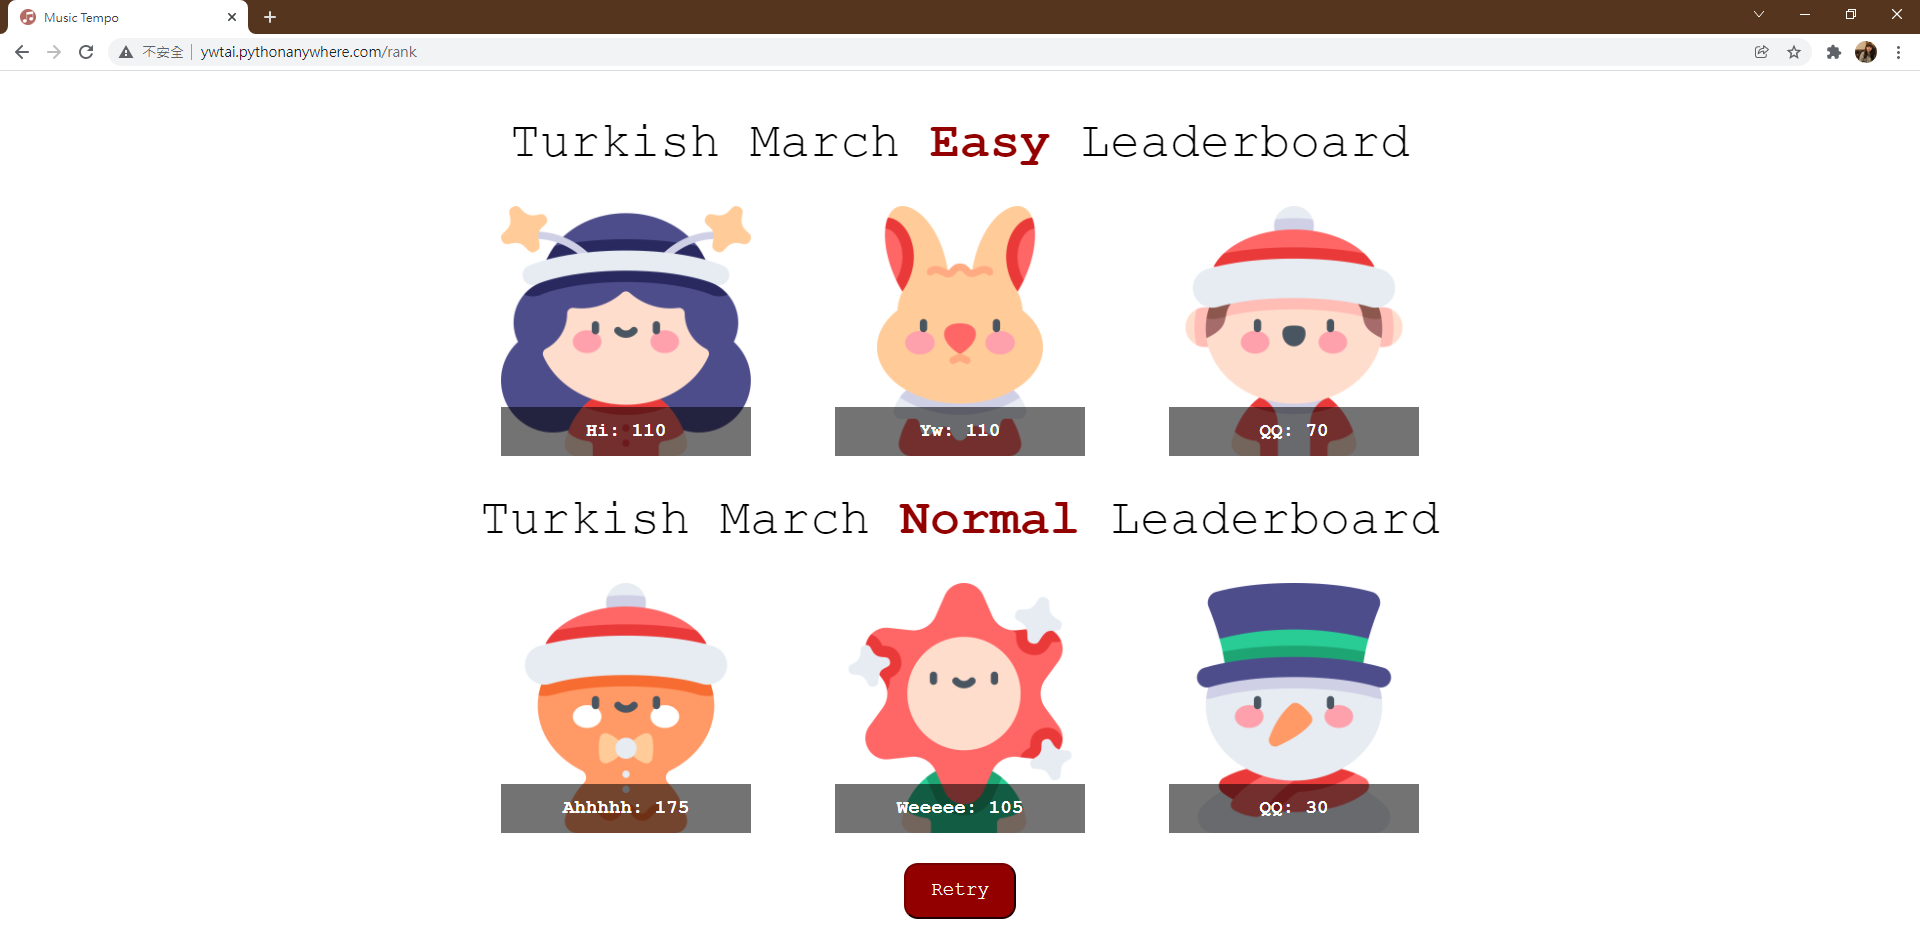 Music Tempo
不安全 ywtai.pythonanywhere.com/rank
Turkish March Easy Leaderboard
Hi: 110
Yw: 110
QQ: 70
Turkish March Normal Leaderboard
Ahhhhh: 175
Weeeee: 105
QQ: 30
Retry